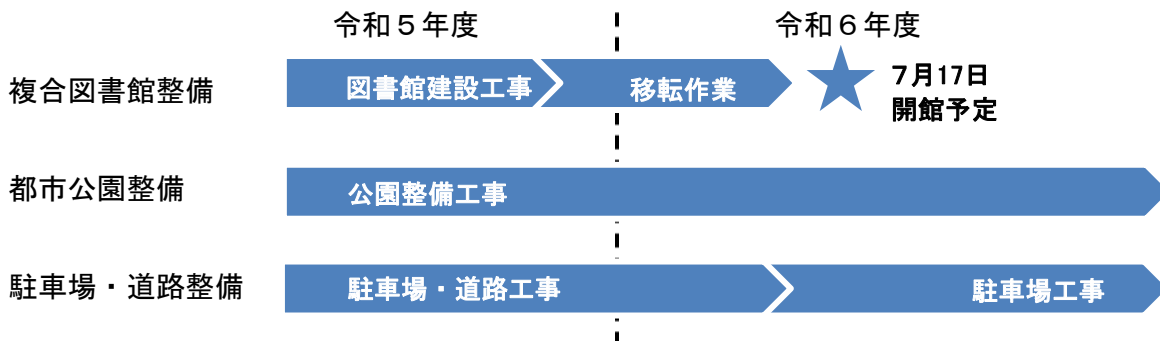 令和５年度
令和６年度
複合図書館整備
図書館建設工事
移転作業
7月17日
開館予定
都市公園整備
公園整備工事
駐車場・道路整備
駐車場・道路工事
駐車場工事